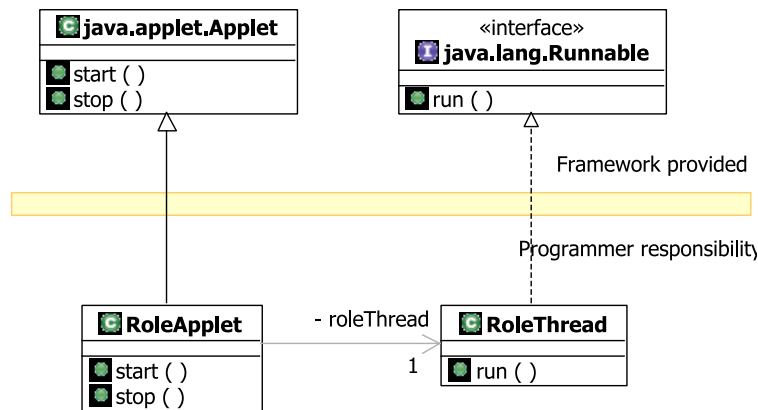 java.applet.Applet
start ( )
stop ( )
«interface»
java.lang.Runnable
run ( )
Framework provided
Programmer responsibility
RoleApplet
start ( )
stop ( )
- roleThread
1
RoleThread
run ( )